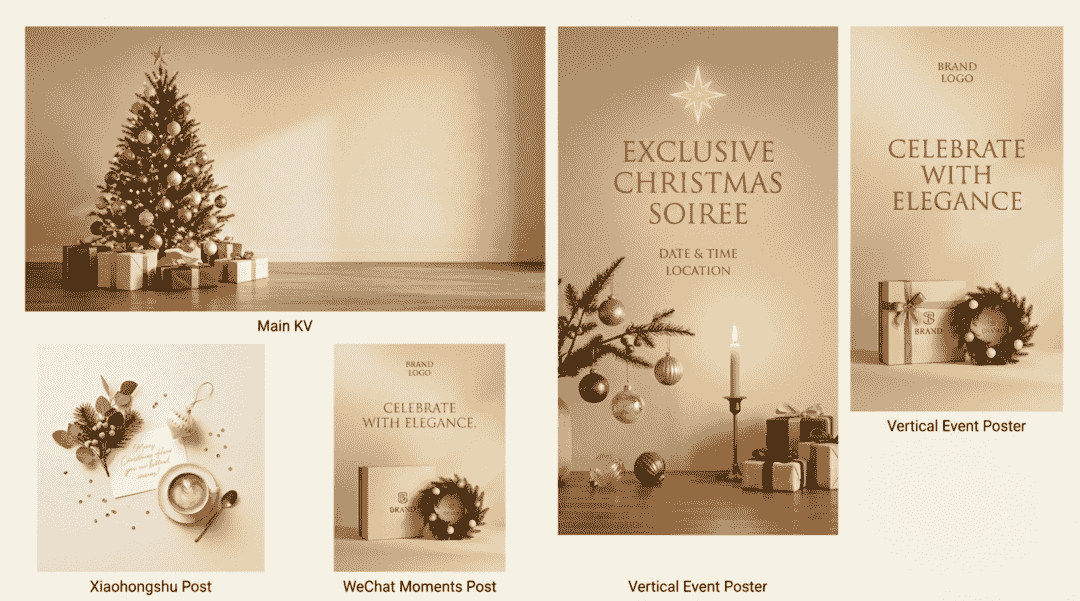 Main KV
EXCLUSIVE
CHRISTMAS
SOIREE
DATE & TIME
LOCATION
Vertical Event Poster
BRAND
LOGO
CELEBRATE
WITH
ELEGANCE
BRAND
Vertical Event Poster
Merry
Xiaohongshu Post
BRAND
LOGO
CELEBRATE
WITH ELEGANCE.
BRAND
WeChat Moments Post